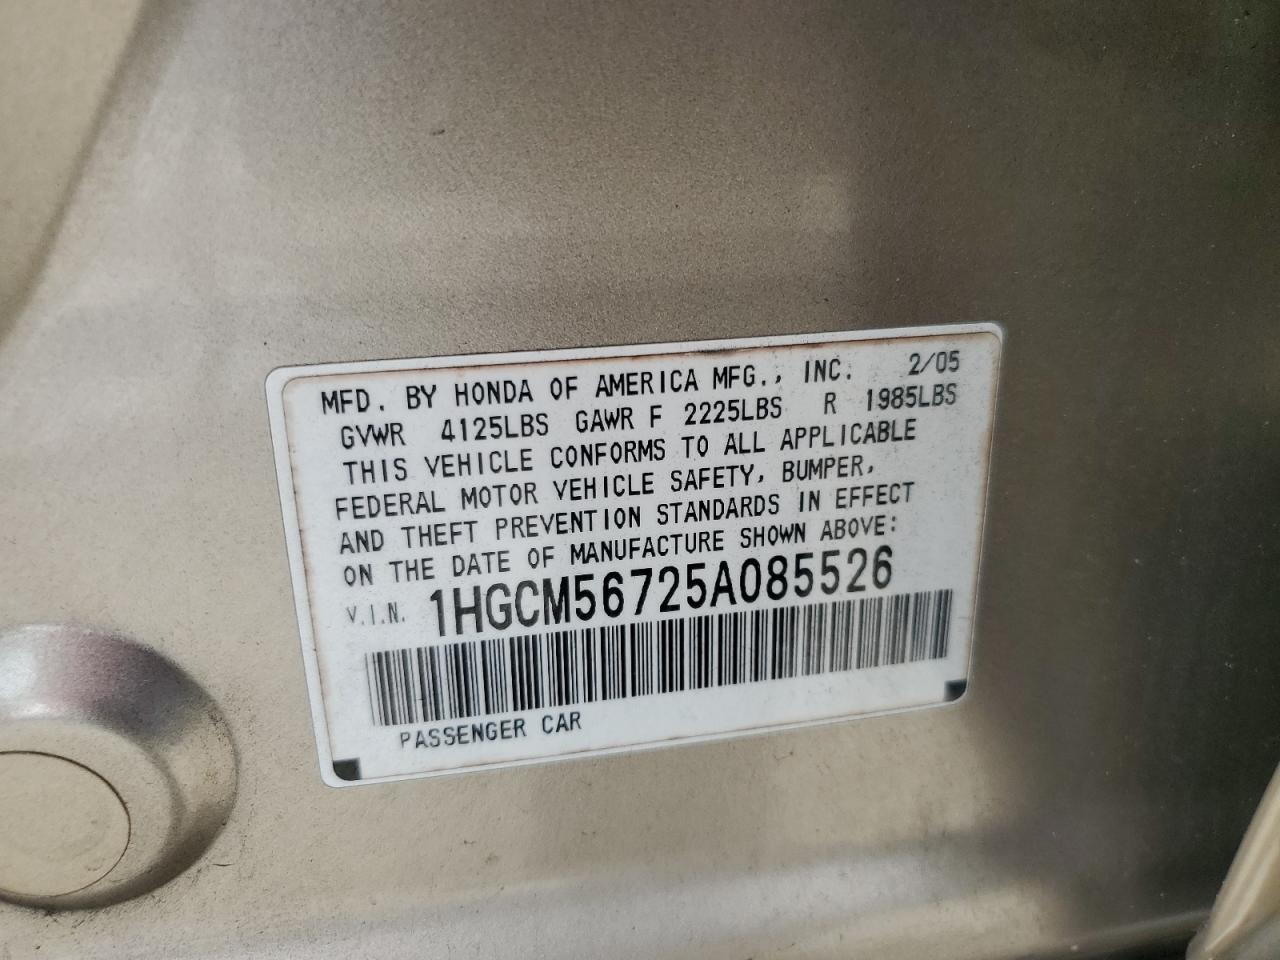 MFD. BY HONDA OF AMERICA MFG., INC. 2/05
GVWR 4125LBS GAWR F 2225LBS R 1985LBS
THIS VEHICLE CONFORMS TO ALL APPLICABLE
FEDERAL MOTOR VEHICLE SAFETY, BUMPER,
AND THEFT PREVENTION STANDARDS IN EFFECT
ON THE DATE OF MANUFACTURE SHOWN ABOVE:
V.I.N. 1HGCM56725A085526
PASSENGER CAR